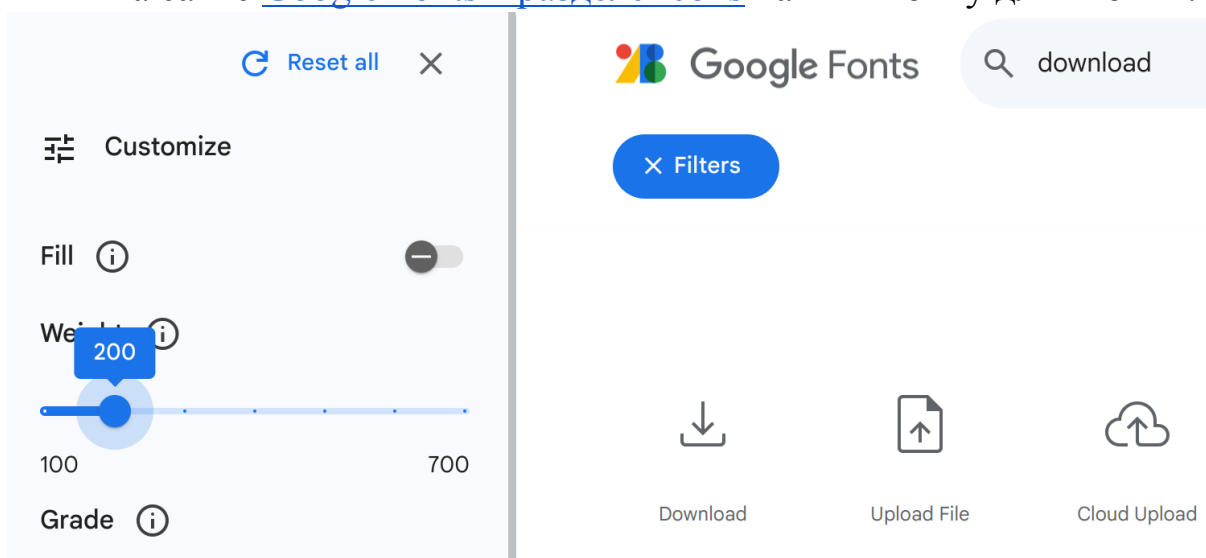 Reset all
Customize
Fill
Weight
200
100 700
Grade
Google Fonts
download
Filters
Download
Upload File
Cloud Upload